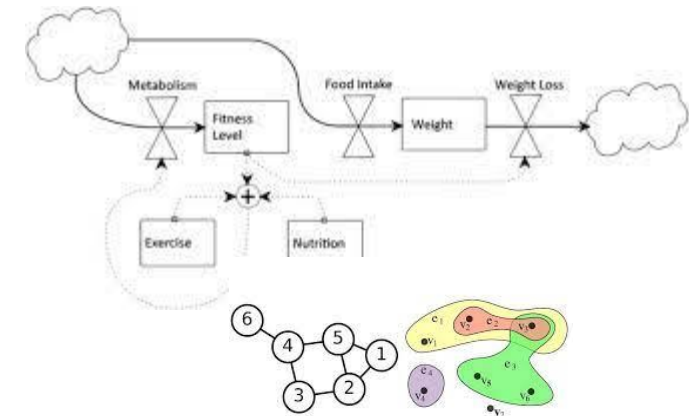 Metabolism
Food Intake
Weight Loss
Fitness
Level
Weight
+
Exercise
Nutrition
6
4
5
1
3
2
e1
v2
e2
v3
v1
e3
e4
v4
v5
v6
v7